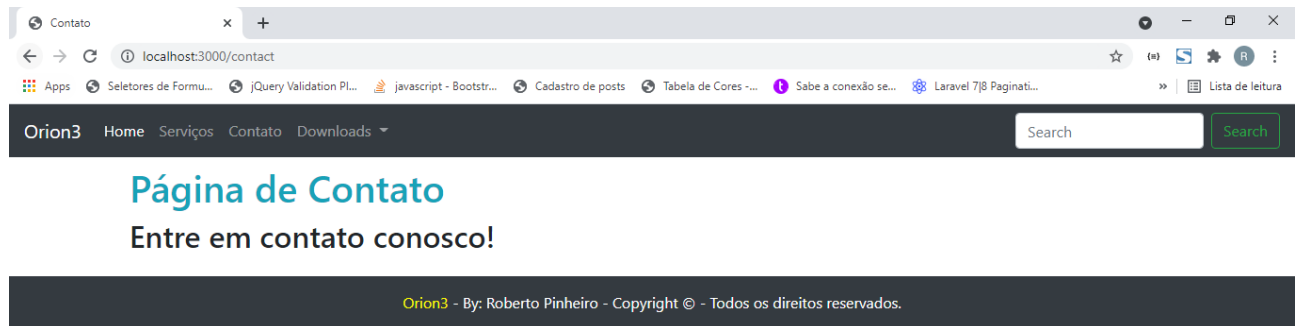 Contato
localhost:3000/contact
Apps Seletores de Formu... jQuery Validation Pl... javascript - Bootstr... Cadastro de posts Tabela de Cores -... Sabe a conexão se... Laravel 7|8 Paginati... » Lista de leitura
Orion3 Home Serviços Contato Downloads Search Search
Página de Contato
Entre em contato conosco!
Orion3 - By: Roberto Pinheiro - Copyright © - Todos os direitos reservados.